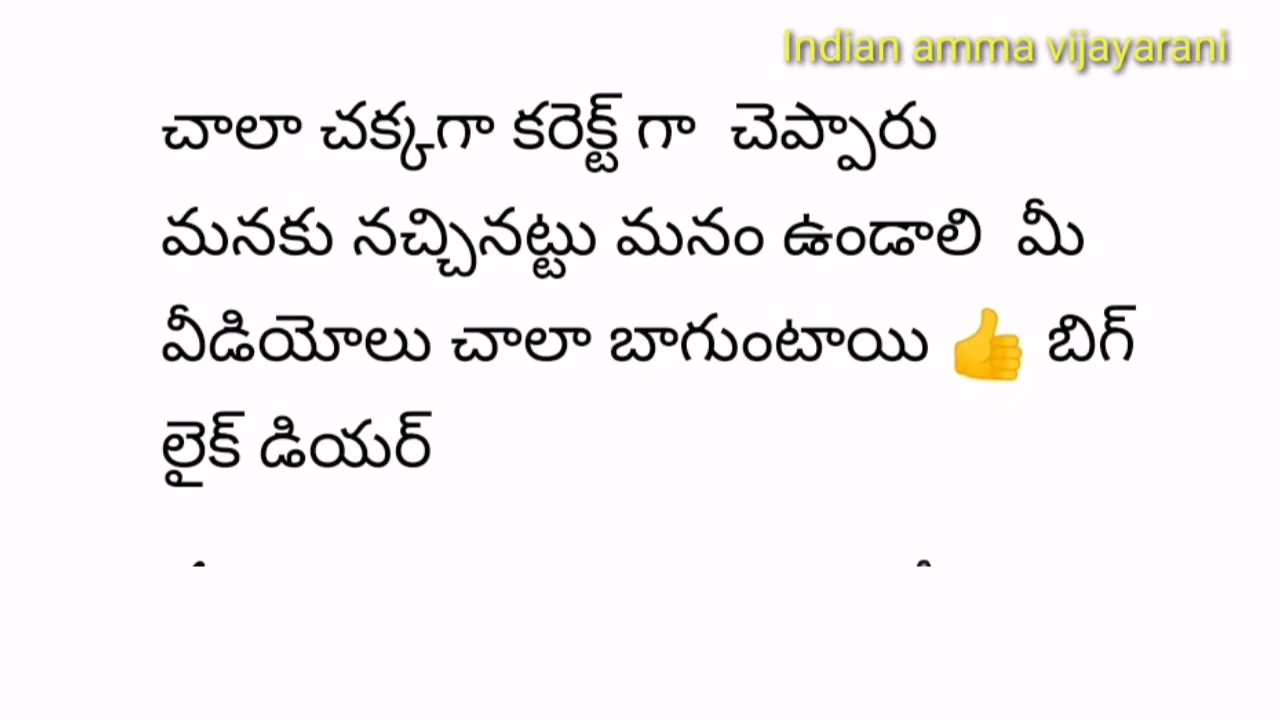 Indian amma vijayarani
చాలా చక్కగా కరెక్ట్ గా చెప్పారు
మనకు నచ్చినట్టు మనం ఉండాలి మీ
వీడియోలు చాలా బాగుంటాయి 👍 బిగ్
లైక్ డియర్